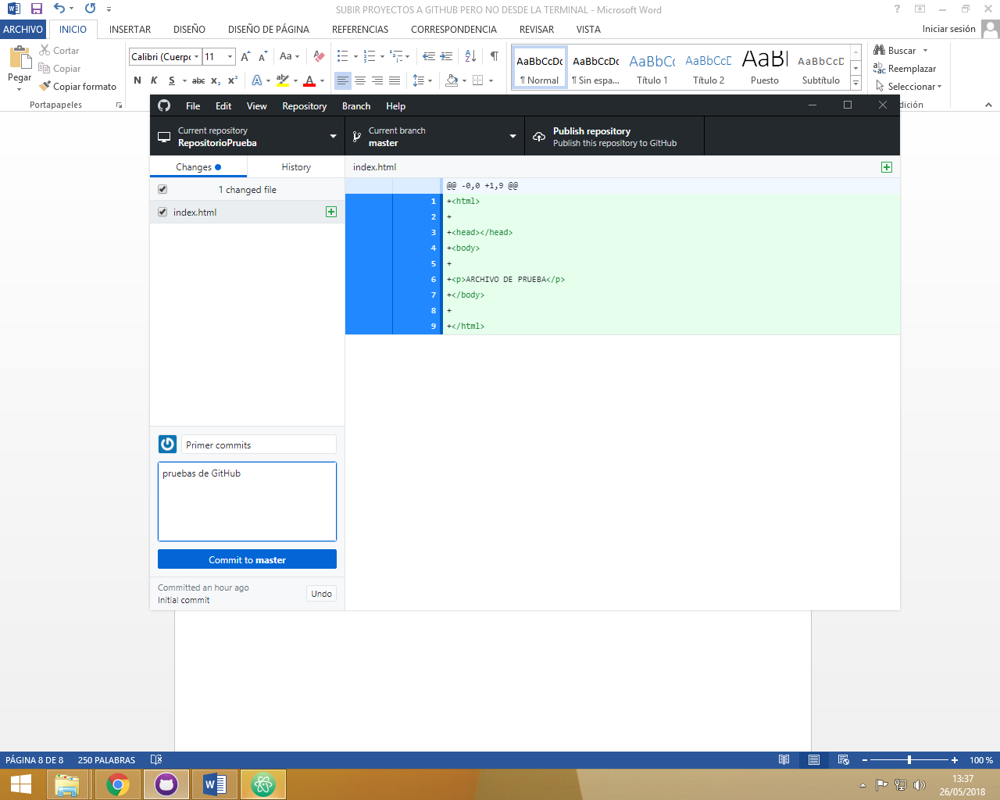 SUBIR PROYECTOS A GITHUB PERO NO DESDE LA TERMINAL - Microsoft Word
?
ARCHIVO INICIO INSERTAR DISEÑO DISEÑO DE PÁGINA REFERENCIAS CORRESPONDENCIA REVISAR VISTA Iniciar sesión
Pegar
Cortar
Copiar
Copiar formato
Portapapeles
Calibri (Cuerpo 11 A A Aa
N K S abc x₂ x² A aby A
AaBbCcDc AaBbCcDc AaBbCc AaBbCcD AaBl AaBbCcD
¶ Normal ¶ Sin espa... Título 1 Título 2 Puesto Subtítulo
Buscar
Reemplazar
Seleccionar
dición
File Edit View Repository Branch Help
Current repository
RepositorioPrueba
Current branch
master
Publish repository
Publish this repository to GitHub
Changes History
1 changed file
index.html
index.html
@@ -0,0 +1,9 @@
1 +<html>
2 +
3 +<head></head>
4 +<body>
5 +
6 +<p>ARCHIVO DE PRUEBA</p>
7 +</body>
8 +
9 +</html>
Primer commits
pruebas de GitHub
Commit to master
Committed an hour ago
Initial commit
Undo
PÁGINA 8 DE 8 250 PALABRAS 100 %
13:37
26/05/2018